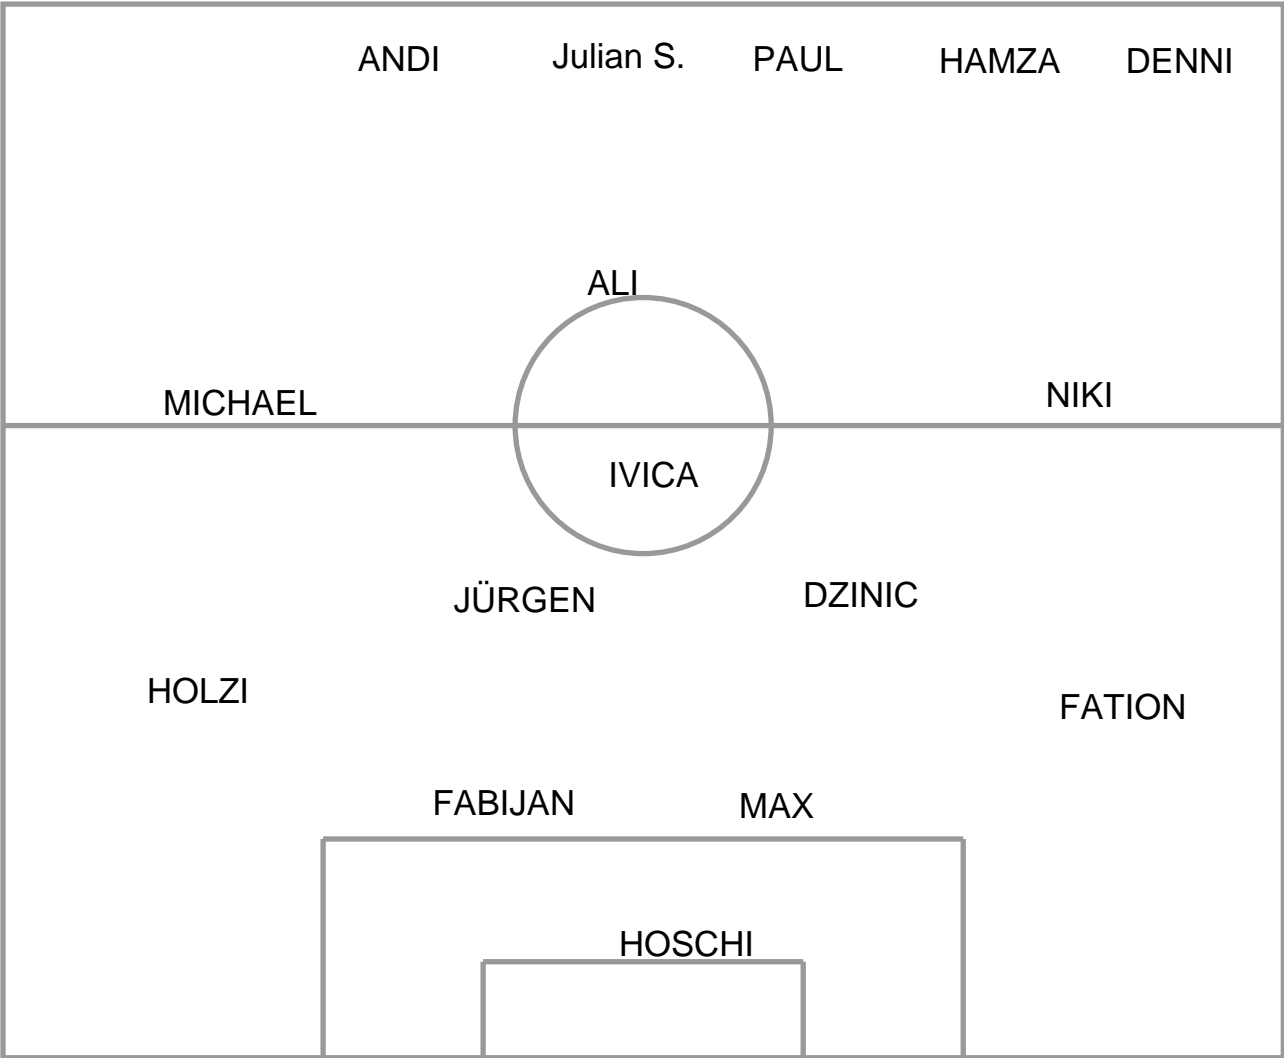 ANDI Julian S. PAUL HAMZA DENNI
ALI
MICHAEL NIKI
IVICA
JÜRGEN DZINIC
HOLZI FATION
FABIJAN MAX
HOSCHI